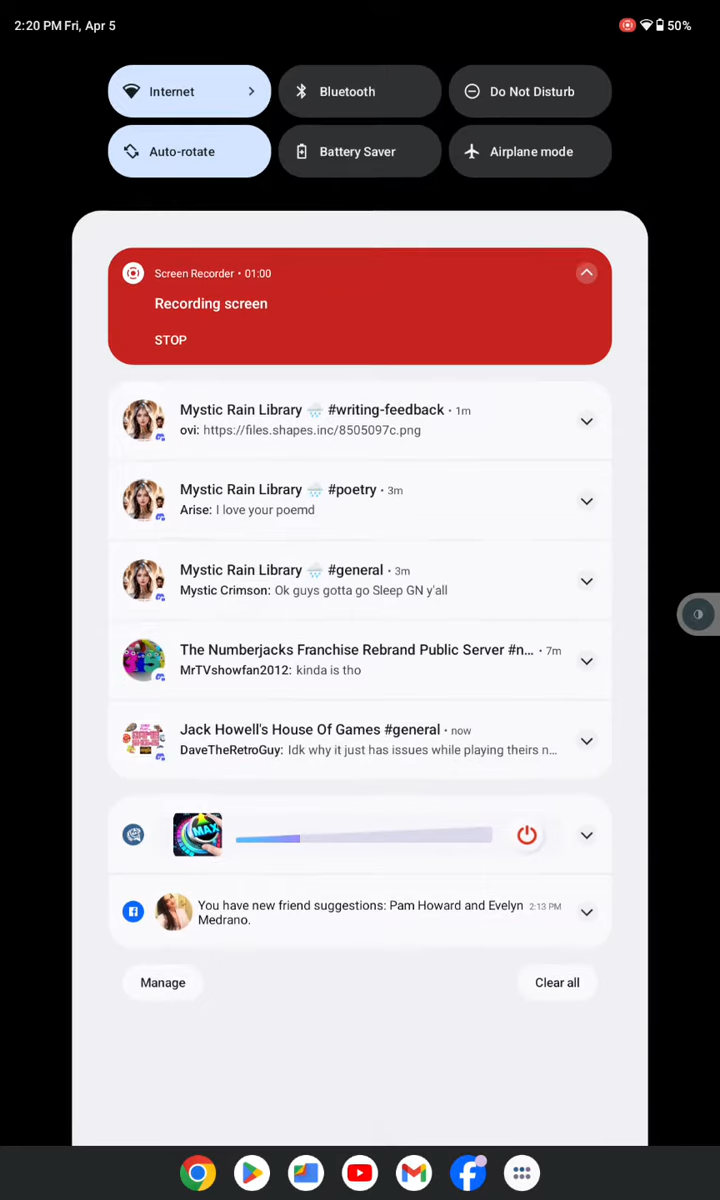 2:20 PM Fri, Apr 5
50%
Internet
Bluetooth
Do Not Disturb
Auto-rotate
Battery Saver
Airplane mode
Screen Recorder • 01:00
Recording screen
STOP
Mystic Rain Library 🌧️ #writing-feedback • 1m
ovi: https://files.shapes.inc/8505097c.png
Mystic Rain Library 🌧️ #poetry • 3m
Arise: I love your poemd
Mystic Rain Library 🌧️ #general • 3m
Mystic Crimson: Ok guys gotta go Sleep GN y'all
The Numberjacks Franchise Rebrand Public Server #n... • 7m
MrTVshowfan2012: kinda is tho
Jack Howell's House Of Games #general • now
DaveTheRetroGuy: Idk why it just has issues while playing theirs n...
MAX
You have new friend suggestions: Pam Howard and Evelyn Medrano. 2:13 PM
Manage
Clear all